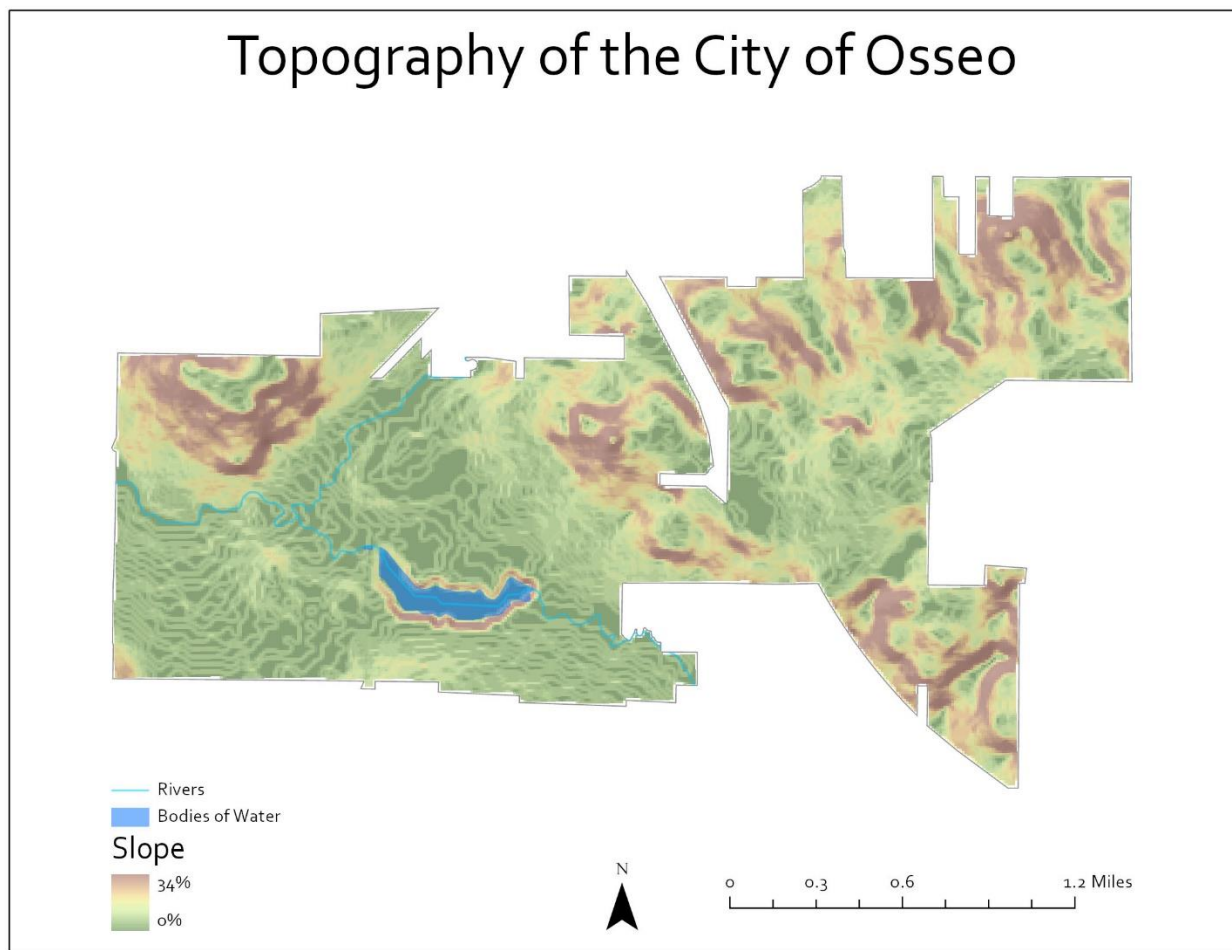 Topography of the City of Osseo
Rivers
Bodies of Water
Slope
34%
0%
N
0 0.3 0.6 1.2 Miles